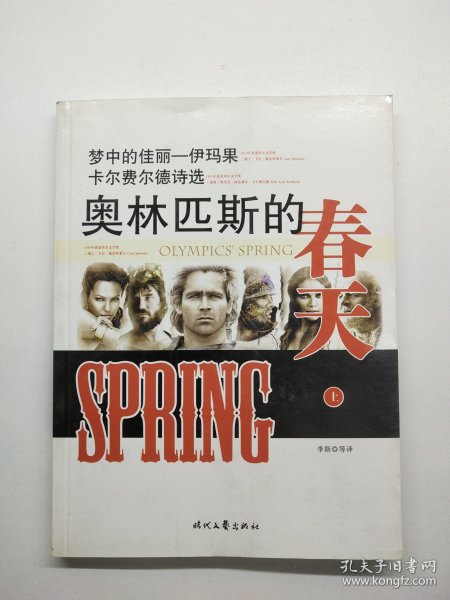 梦中的佳丽—伊玛果
卡尔费尔德诗选
奥林匹斯的
春天
OLYMPICS' SPRING
SPRING
上
李斯◎等译
时代文艺出版社
孔夫子旧书网
www.kongfz.com